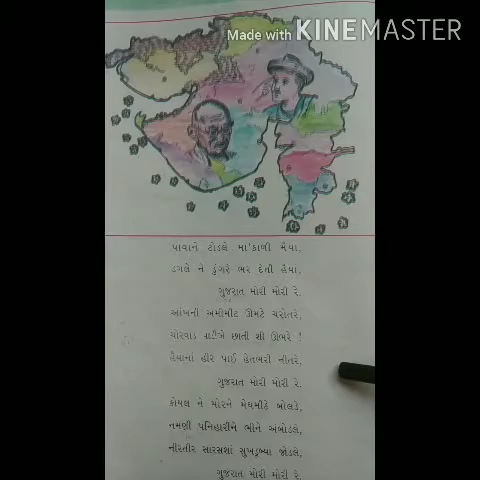 Made with KINEMASTER
પાવાને ટોડલે મા'કાળી મૈયા.
ડગલે ને ડુંગરે ભર દેતી હૈયાં,
ગુજરાત મોરી મોરી રે.
આંખની અમીમીટ ઊમટે ચરોતરે,
ચોરવાડ વાડીએ છાતી શી ઊભરે !
હૈયાનાં હીર પાઈ હેતભરી નીતરે,
ગુજરાત મોરી મોરી રે.
કોયલ ને મોરને મેઘમીઠે બોલડે,
નમણી પનિહારીને ભીને અંબોડલે,
નીરતીર સારસશાં સુખડૂબ્યા જોડલે,
ગુજરાત મોરી મોરી રે.